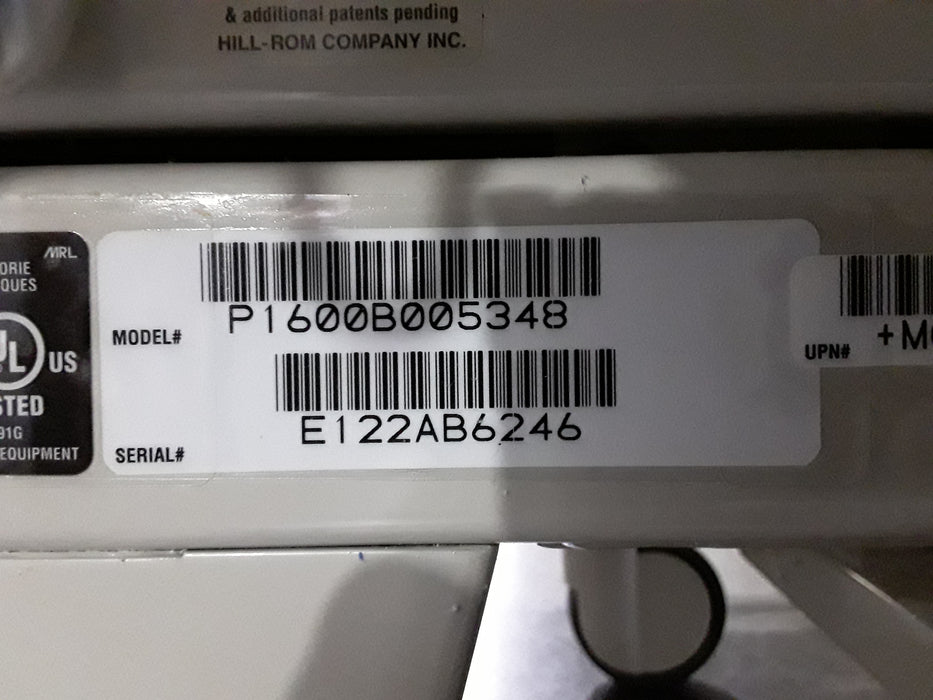 & additional patents pending
HILL-ROM COMPANY INC.
MRL
ORIE
QUES
UL US
STED
91G
EQUIPMENT
MODEL# P1600B005348
SERIAL# E122AB6246
UPN# +M